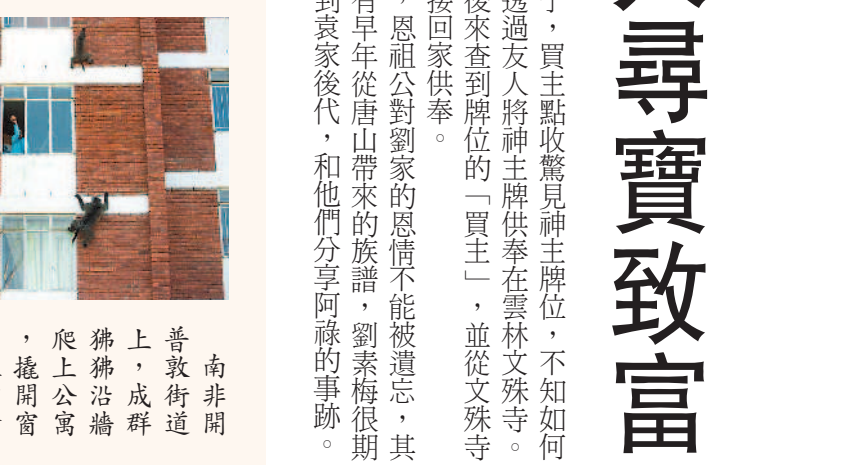 尋寶致富
,買主點收驚見神主牌位,不知如何
透過友人將神主牌供奉在雲林文殊寺。
後來查到牌位的「買主」,並從文殊寺
接回家供奉。
,恩祖公對劉家的恩情不能被遺忘,其
有早年從唐山帶來的族譜,劉素梅很期
到袁家後代,和他們分享阿祿的事跡。
南非開
普敦街道
上,成群
狒狒沿牆
爬上公寓
,撬開窗